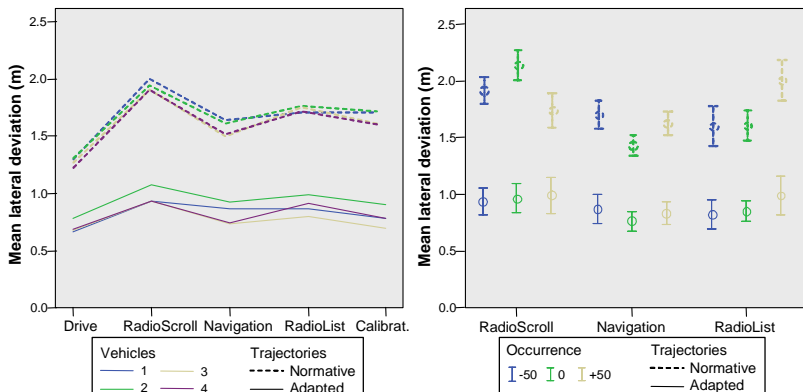 Mean lateral deviation (m)
2.5
2.0
1.5
1.0
0.5
0.0
Drive RadioScroll Navigation RadioList Calibrat.
Vehicles Trajectories
1 3 Normative
2 4 Adapted
Mean lateral deviation (m)
2.5
2.0
1.5
1.0
0.5
0.0
RadioScroll Navigation RadioList
Occurrence Trajectories
-50 0 +50 Normative
Adapted